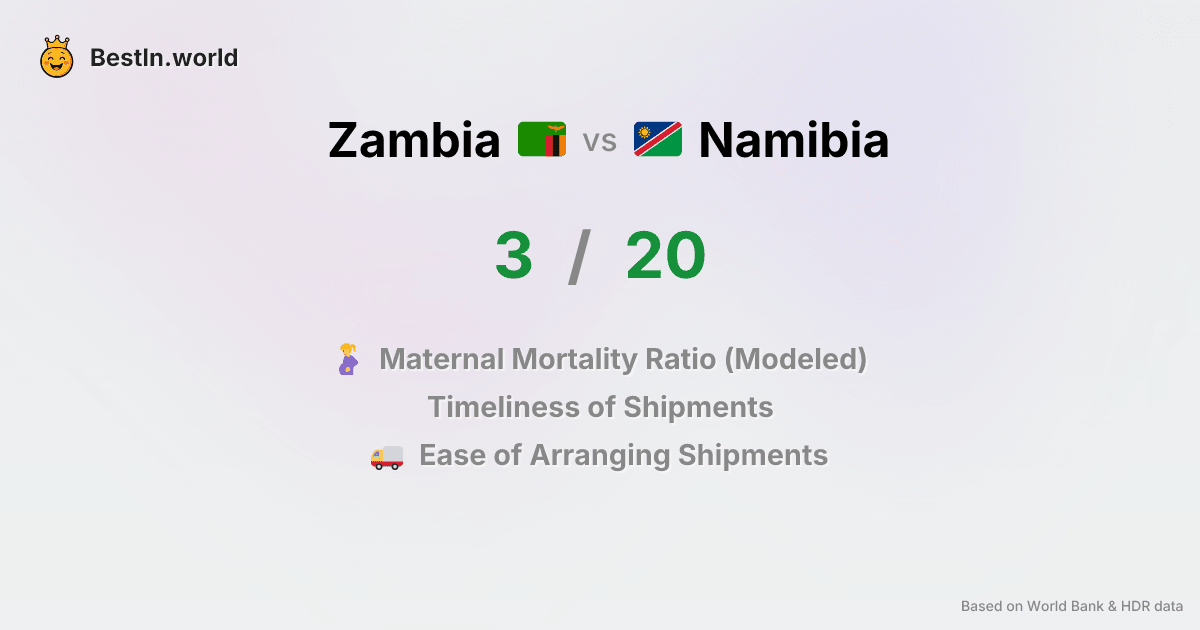 BestIn.world
Zambia vs Namibia
3 / 20
Maternal Mortality Ratio (Modeled)
Timeliness of Shipments
Ease of Arranging Shipments
Based on World Bank & HDR data